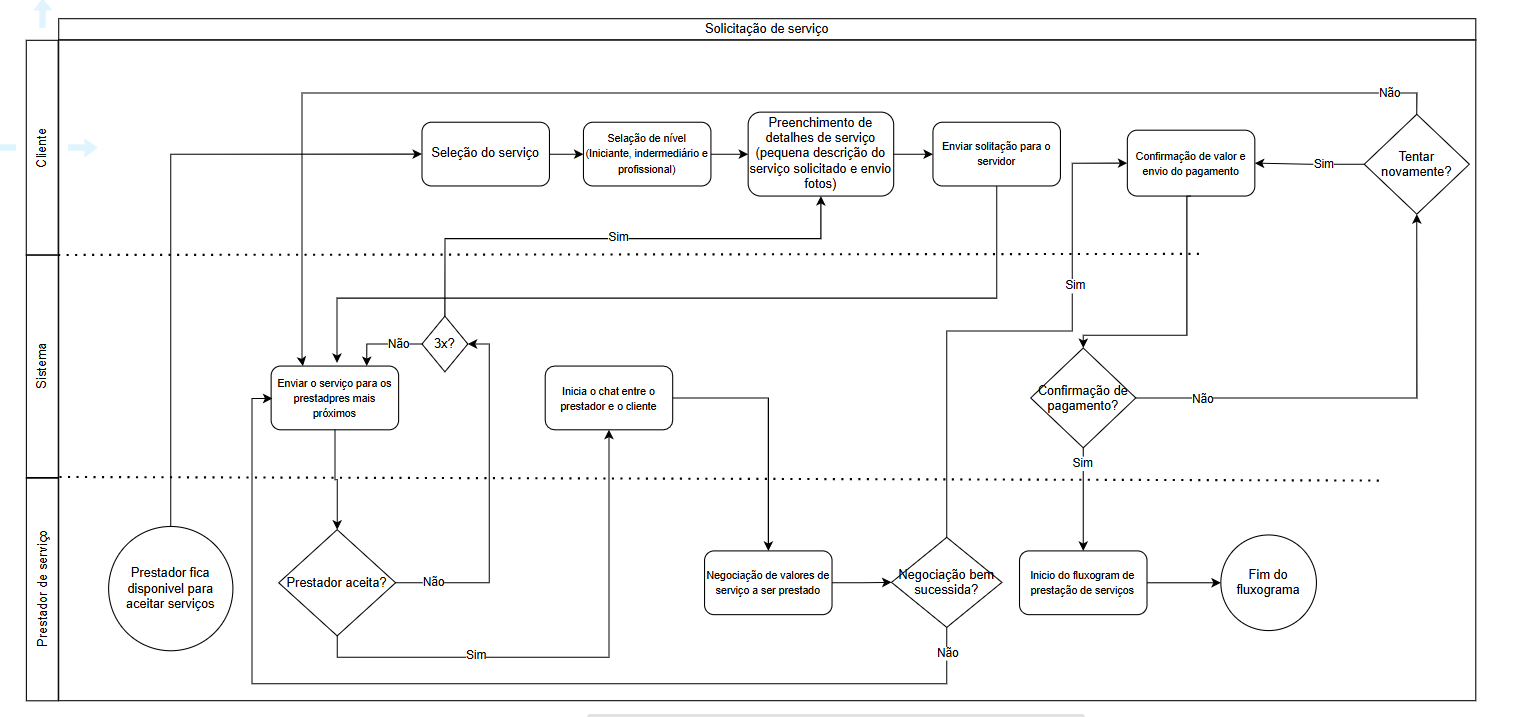 Solicitação de serviço
Cliente
Não
Seleção do serviço
Selação de nível
(Iniciante, indermediário e
profissional)
Preenchimento de
detalhes de serviço
(pequena descrição do
serviço solicitado e envio
fotos)
Enviar solitação para o
servidor
Confirmação de valor e
envio do pagamento
Sim
Tentar
novamente?
Sim
Sistema
Sim
Não
3x?
Enviar o serviço para os
prestadpres mais
próximos
Inicia o chat entre o
prestador e o cliente
Confirmação de
pagamento?
Não
Sim
Prestador de serviço
Prestador fica
disponivel para
aceitar serviços
Prestador aceita?
Não
Sim
Negociação de valores de
serviço a ser prestado
Negociação bem
sucessida?
Não
Inicio do fluxogram de
prestação de serviços
Fim do
fluxograma